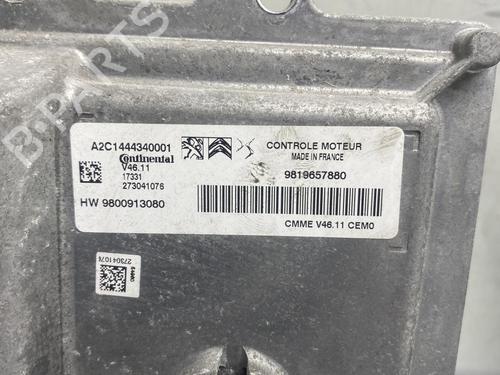 B-PARTS
A2C1444340001
Continental
V46.11
17331
273041076
HW 9800913080
CONTROLE MOTEUR
MADE IN FRANCE
9819657880
CMME V46.11 CEM0
273041076